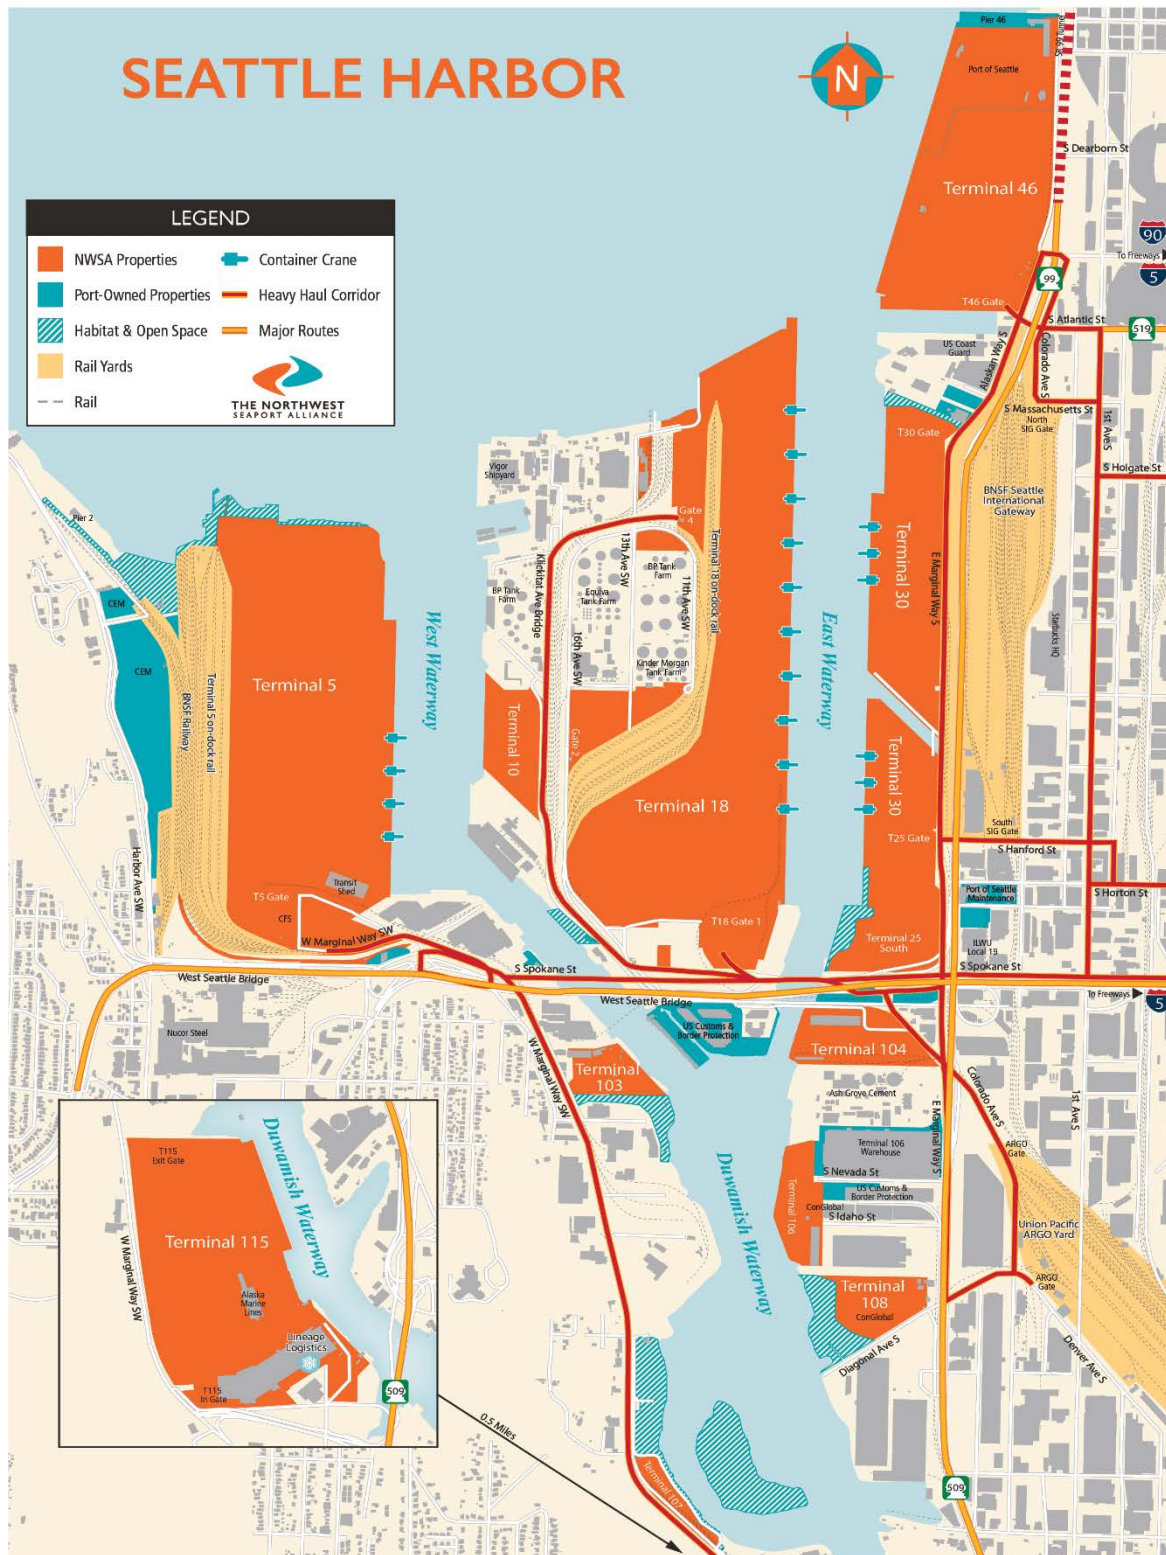 SEATTLE HARBOR
N
LEGEND
NWSA Properties
Container Crane
Port-Owned Properties
Heavy Haul Corridor
Habitat & Open Space
Major Routes
Rail Yards
Rail
THE NORTHWEST
SEAPORT ALLIANCE
Pier 46
SR 99 Tunnel
Port of Seattle
S Dearborn St
Terminal 46
90
To Freeways
5
99
T46 Gate
S Atlantic St
519
US Coast
Guard
Alaskan Way S
Colorado Ave S
S Massachusetts St
North
SIG Gate
1st Ave S
T30 Gate
S Holgate St
BNSF Seattle
International
Gateway
Vigor
Shipyard
Gate
4
Pier 2
Terminal 30
E Marginal Way S
Klickitat Ave Bridge
13th Ave SW
BP Tank
Farm
Terminal 18 on-dock rail
11th Ave SW
BP Tank
Farm
Equiva
Tank Farm
16th Ave SW
Kinder Morgan
Tank Farm
CEM
CEM
West Waterway
East Waterway
Starbucks HQ
Terminal 5
BNSF Railway
Terminal 5 on-dock rail
Terminal 10
Gate 2
Terminal 18
Terminal 30
T25 Gate
South
SIG Gate
S Hanford St
Harbor Ave SW
Transit
Shed
T5 Gate
CFS
W Marginal Way SW
Port of Seattle
Maintenance
S Horton St
T18 Gate 1
Terminal 25
South
ILWU
Local 19
S Spokane St
S Spokane St
West Seattle Bridge
West Seattle Bridge
To Freeways
5
Nucor Steel
US Customs &
Border Protection
W Marginal Way SW
Terminal
103
Terminal 104
Ash Grove Cement
Colorado Ave S
E Marginal Way S
1st Ave S
Terminal 106
Warehouse
ARGO
Gate
S Nevada St
US Customs &
Border Protection
Terminal 106
ConGlobal
S Idaho St
Duwamish Waterway
Union Pacific
ARGO Yard
ARGO
Gate
Terminal
108
ConGlobal
Diagonal Ave S
Denver Ave S
T115
Exit Gate
Duwamish Waterway
Terminal 115
W Marginal Way SW
Alaska
Marine
Lines
Lineage
Logistics
T115
In Gate
509
0.5 Miles
Terminal 107
509